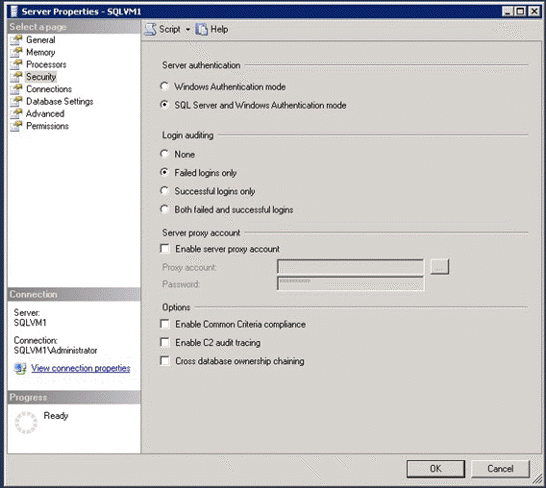 Server Properties - SQLVM1
Select a page
General
Memory
Processors
Security
Connections
Database Settings
Advanced
Permissions
Script
Help
Server authentication
Windows Authentication mode
SQL Server and Windows Authentication mode
Login auditing
None
Failed logins only
Successful logins only
Both failed and successful logins
Server proxy account
Enable server proxy account
Proxy account:
...
Password:
**********
Options
Enable Common Criteria compliance
Enable C2 audit tracing
Cross database ownership chaining
Connection
Server:
SQLVM1
Connection:
SQLVM1\Administrator
View connection properties
Progress
Ready
OK
Cancel